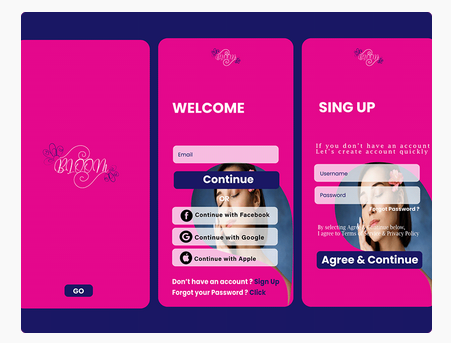 BLOOM
GO
WELCOME
Email
Continue
OR
Continue with Facebook
Continue with Google
Continue with Apple
Don't have an account ? Sign Up
Forgot your Password ? Click
SING UP
If you don't have an account
Let's create account quickly
Username
Password
Forgot Password ?
By selecting Agree & Continue below,
I agree to Terms of Service & Privacy Policy
Agree & Continue